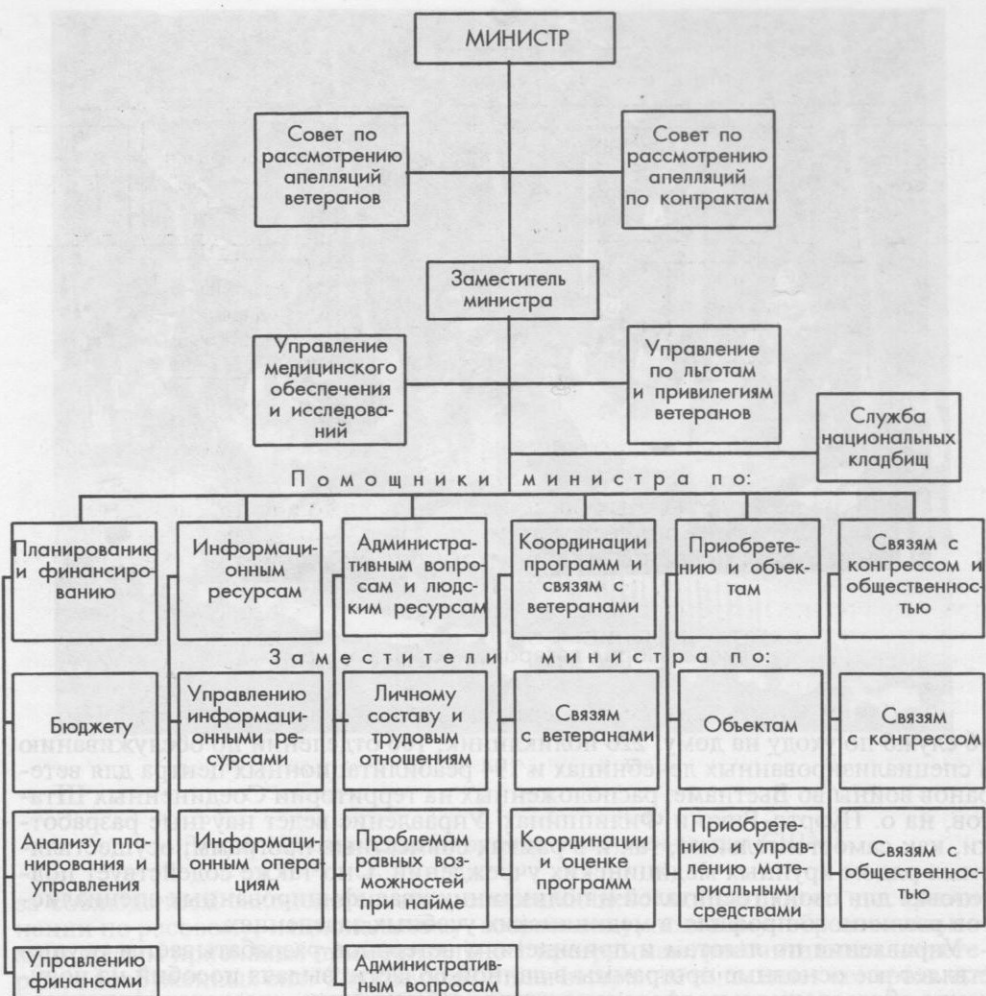 МИНИСТР
Совет по
рассмотрению
апелляций
ветеранов
Совет по
рассмотрению
апелляций
по контрактам
Заместитель
министра
Управление
медицинского
обеспечения
и исследова-
ний
Управление
по льготам
и привилегиям
ветеранов
Служба
национальных
кладбищ
Помощники министра по:
Планированию
и финансиро-
ванию
Информаци-
онным
ресурсам
Администра-
тивным вопро-
сам и людс-
ким ресурсам
Координации
программ и
связям с
ветеранами
Приобрете-
нию и объек-
там
Связям с
конгрессом и
общественнос-
тью
Заместители министра по:
Бюджету
Управлению
информаци-
онными ре-
сурсами
Личному
составу и
трудовым
отношениям
Связям
с ветеранами
Объектам
Связям
с конгрессом
Анализу пла-
нирования и
управления
Информаци-
онным опера-
циям
Проблемам
равных воз-
можностей
при найме
Координации
и оценке
программ
Приобрете-
нию и управ-
лению мате-
риальными
средствами
Связям с
общественнос-
тью
Управлению
финансами
Администра-
тивным вопросам